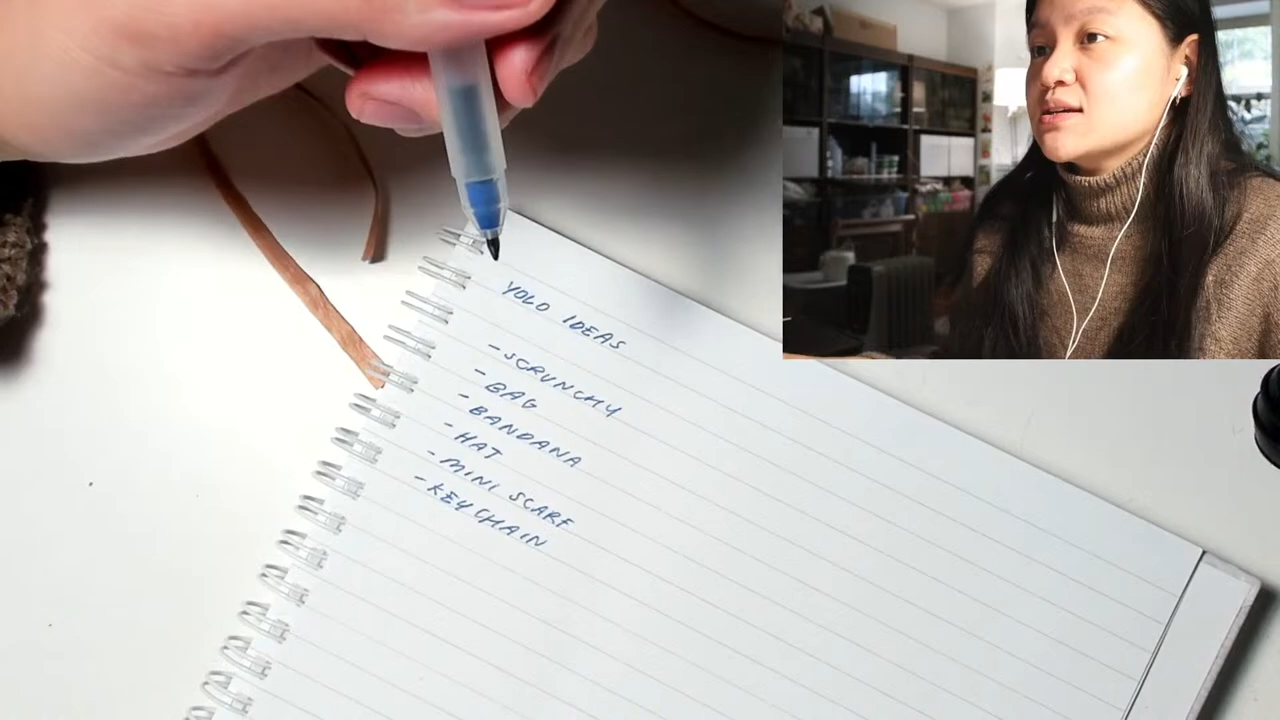 YOLO IDEAS
- SCRUNCHY
- BAG
- BANDANA
- HAT
- MINI SCARF
- KEYCHAIN